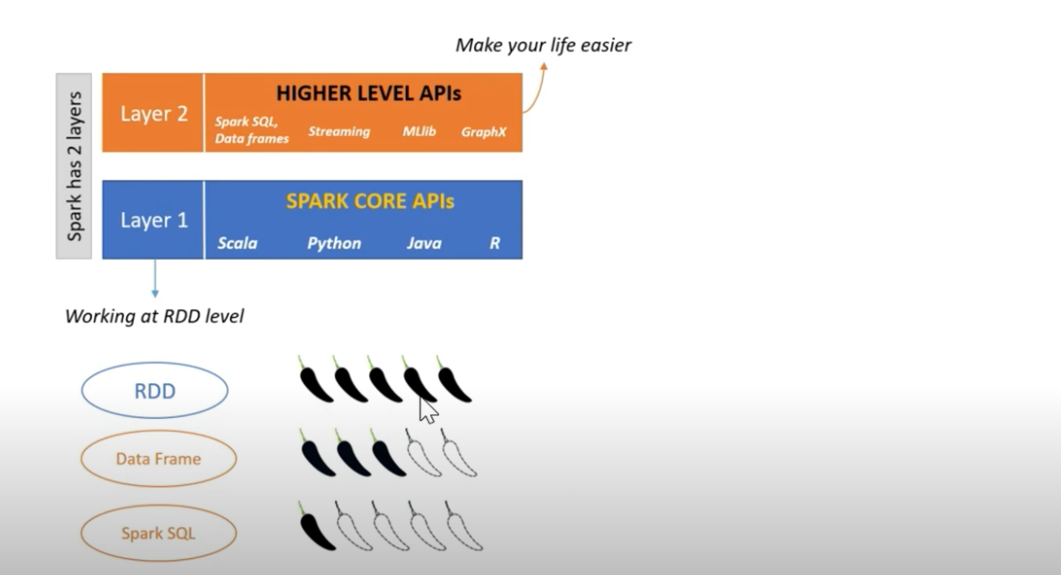 Make your life easier
Spark has 2 layers
Layer 2
HIGHER LEVEL APIs
Spark SQL,
Data frames
Streaming
MLlib
GraphX
Layer 1
SPARK CORE APIs
Scala
Python
Java
R
Working at RDD level
RDD
Data Frame
Spark SQL